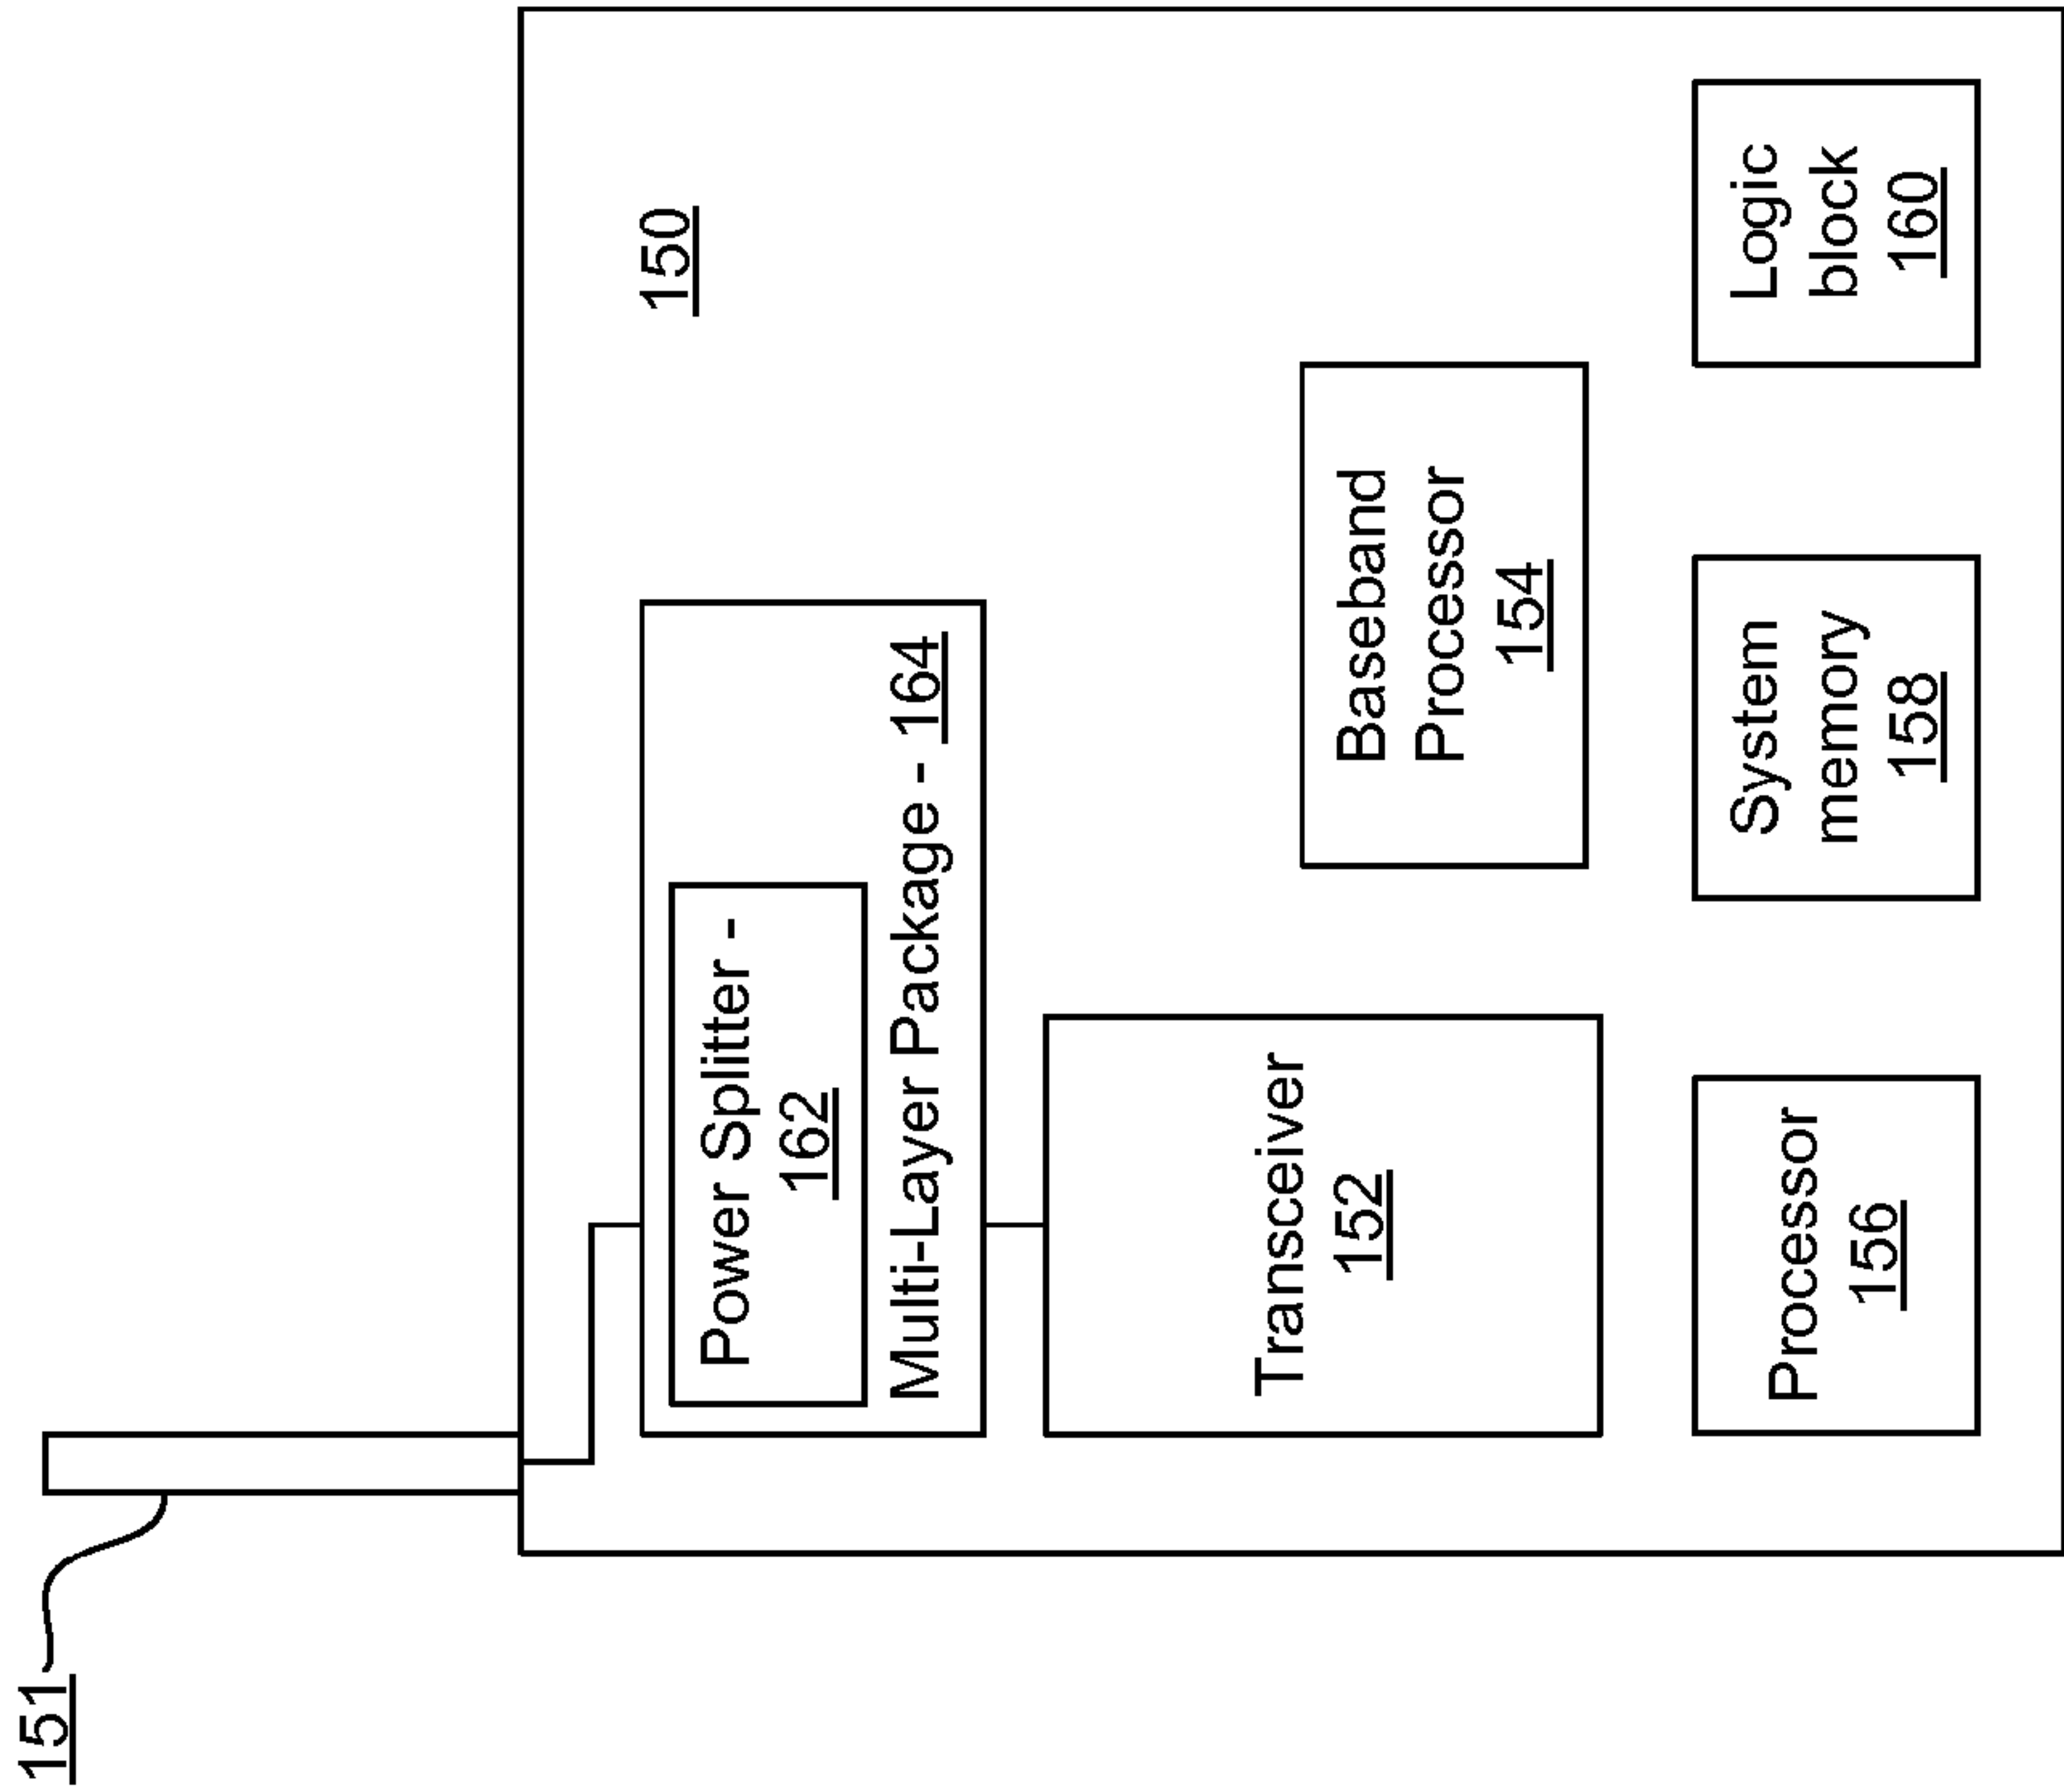 151
150
Power Splitter -
162
Multi-Layer Package - 164
Transceiver
152
Baseband
Processor
154
Processor
156
System
memory
158
Logic
block
160